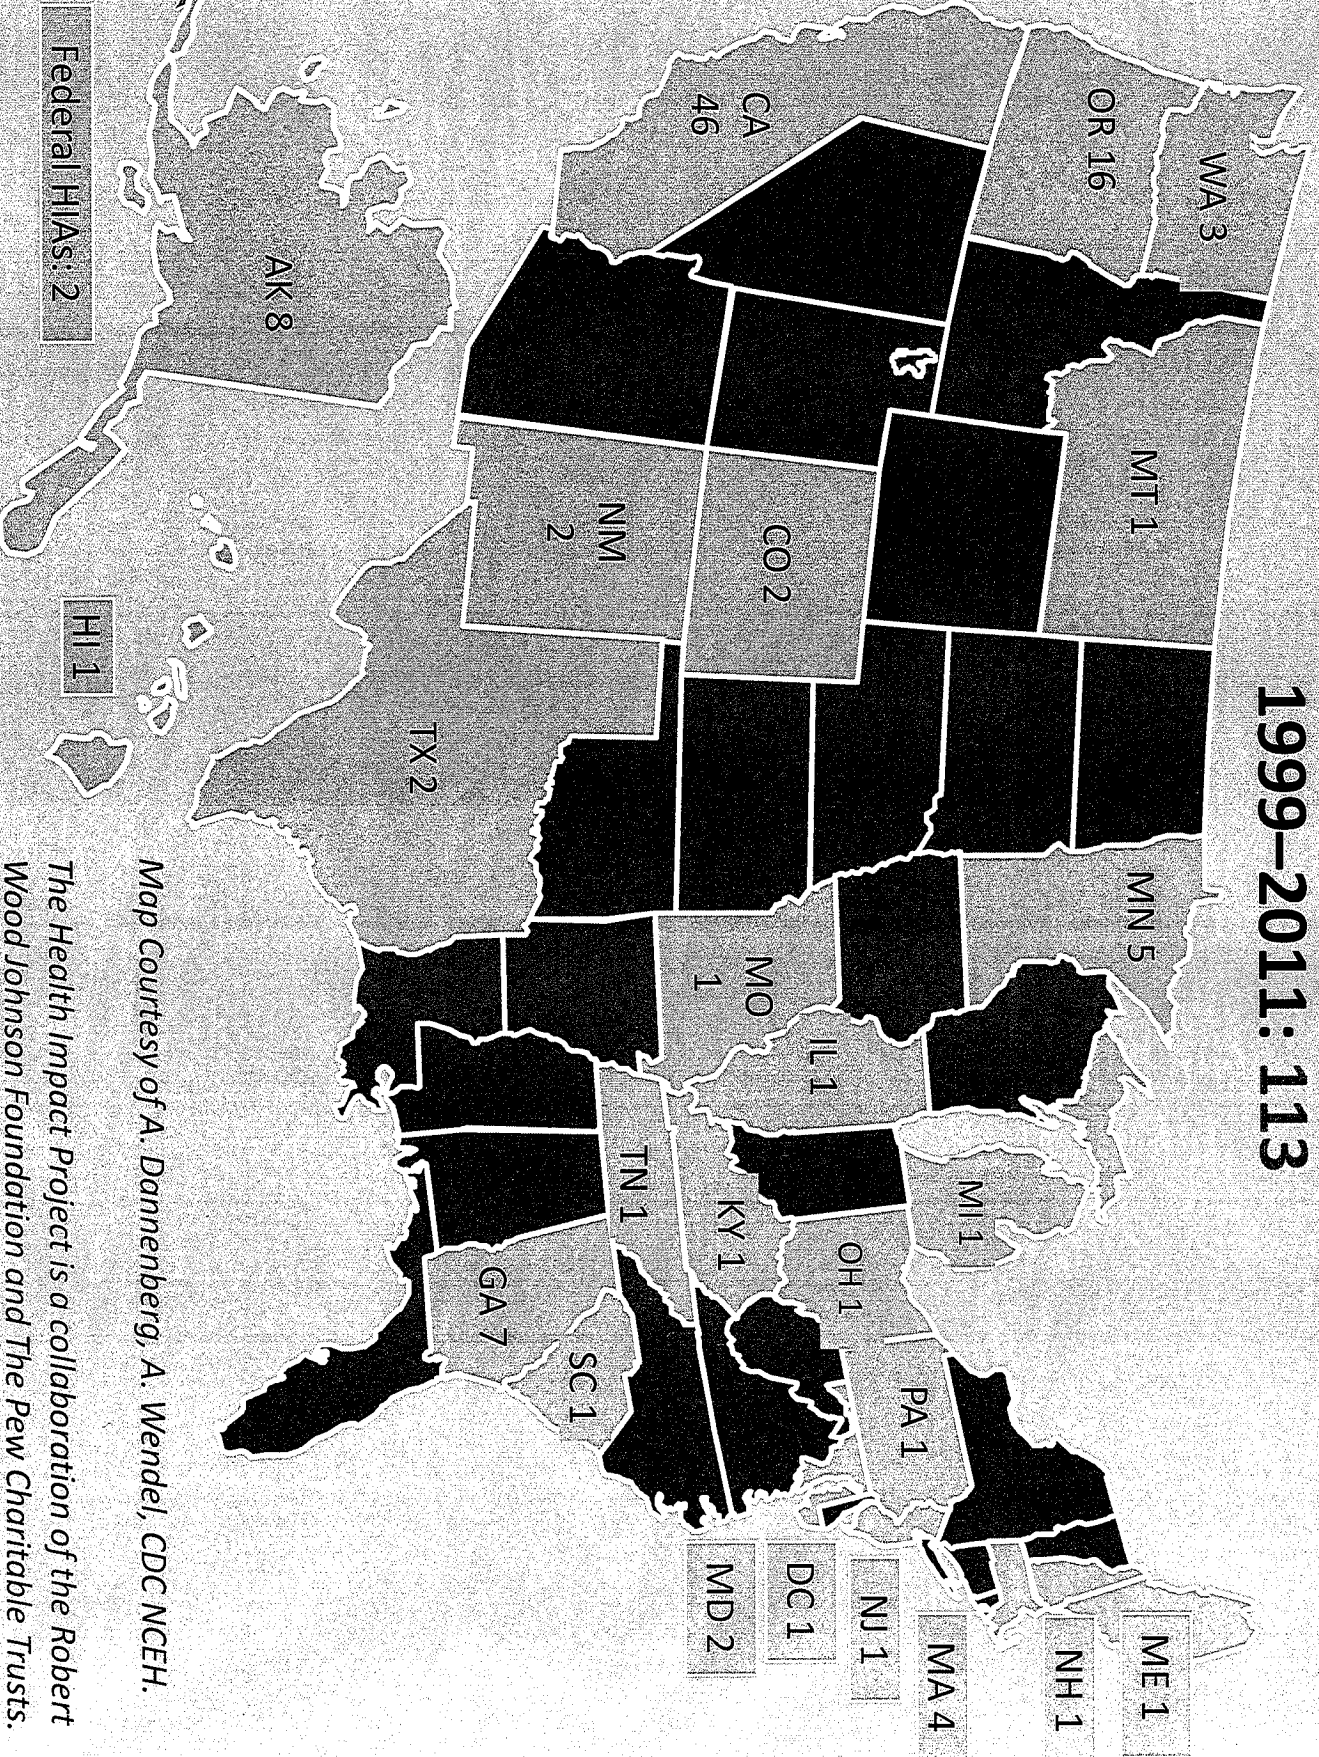 1999–2011: 113
WA 3
OR 16
CA
46
MT 1
CO 2
NM
2
TX 2
MN 5
MO
1
IL 1
MI 1
OH 1
KY 1
TN 1
GA 7
SC 1
PA 1
ME 1
NH 1
MA 4
NJ 1
DC 1
MD 2
AK 8
HI 1
Federal HIAs: 2
Map Courtesy of A. Dannenberg, A. Wendel, CDC NCEH.
The Health Impact Project is a collaboration of the Robert
Wood Johnson Foundation and The Pew Charitable Trusts.